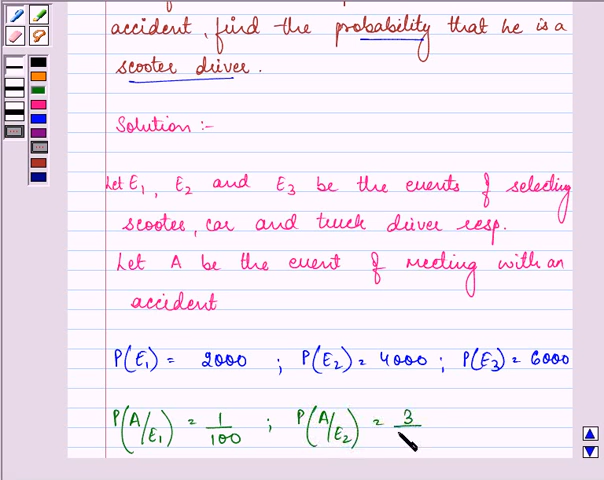 accident, find the probability that he is a
scooter driver.
Solution :-
Let E1, E2 and E3 be the events of selecting
scooter, car and truck driver resp.
Let A be the event of meeting with an
accident
P(E1) = 2000 ; P(E2) = 4000 ; P(E3) = 6000
P(A/E1) = 1/100 ; P(A/E2) = 3/